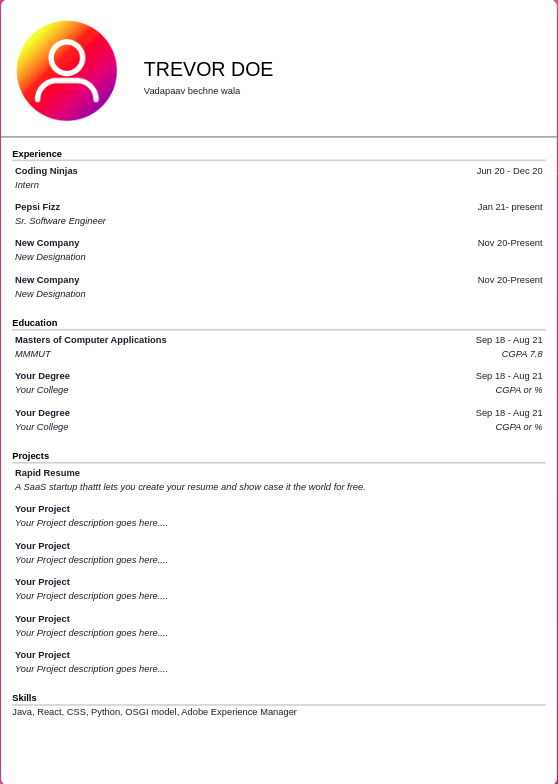 TREVOR DOE
Vadapaav bechne wala
Experience
Coding Ninjas Jun 20 - Dec 20
Intern
Pepsi Fizz Jan 21- present
Sr. Software Engineer
New Company Nov 20-Present
New Designation
New Company Nov 20-Present
New Designation
Education
Masters of Computer Applications Sep 18 - Aug 21
MMMUT CGPA 7.8
Your Degree Sep 18 - Aug 21
Your College CGPA or %
Your Degree Sep 18 - Aug 21
Your College CGPA or %
Projects
Rapid Resume
A SaaS startup thattt lets you create your resume and show case it the world for free.
Your Project
Your Project description goes here....
Your Project
Your Project description goes here....
Your Project
Your Project description goes here....
Your Project
Your Project description goes here....
Your Project
Your Project description goes here....
Skills
Java, React, CSS, Python, OSGI model, Adobe Experience Manager